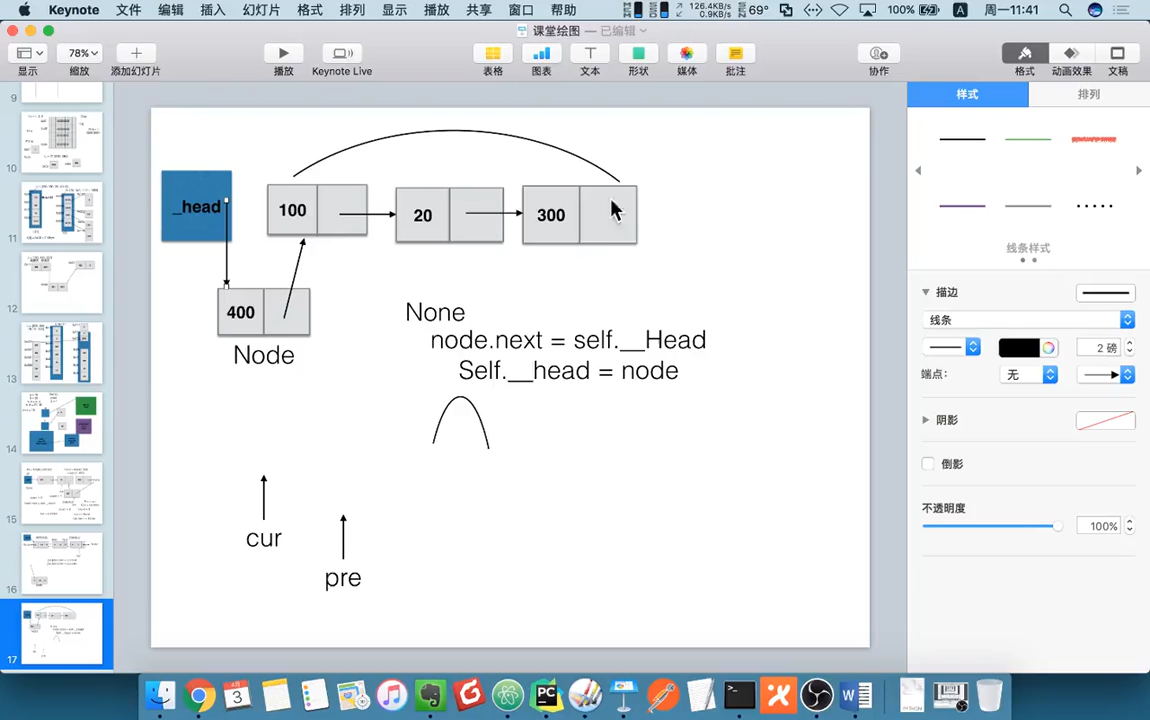 Keynote 文件 编辑 插入 幻灯片 格式 排列 显示 播放 共享 窗口 帮助 126.4KB/s 0.9KB/s 69° 100% A 周一11:41
课堂绘图 — 已编辑
78%
显示 缩放 添加幻灯片 播放 Keynote Live 表格 图表 文本 形状 媒体 批注 协作 格式 动画效果 文稿
样式 排列
9
10
11
12
13
14
15
16
17
_head 100 20 300
400
Node
None
node.next = self.__Head
Self.__head = node
cur
pre
线条样式
描边
线条
2 磅
端点: 无
阴影
倒影
不透明度
100%